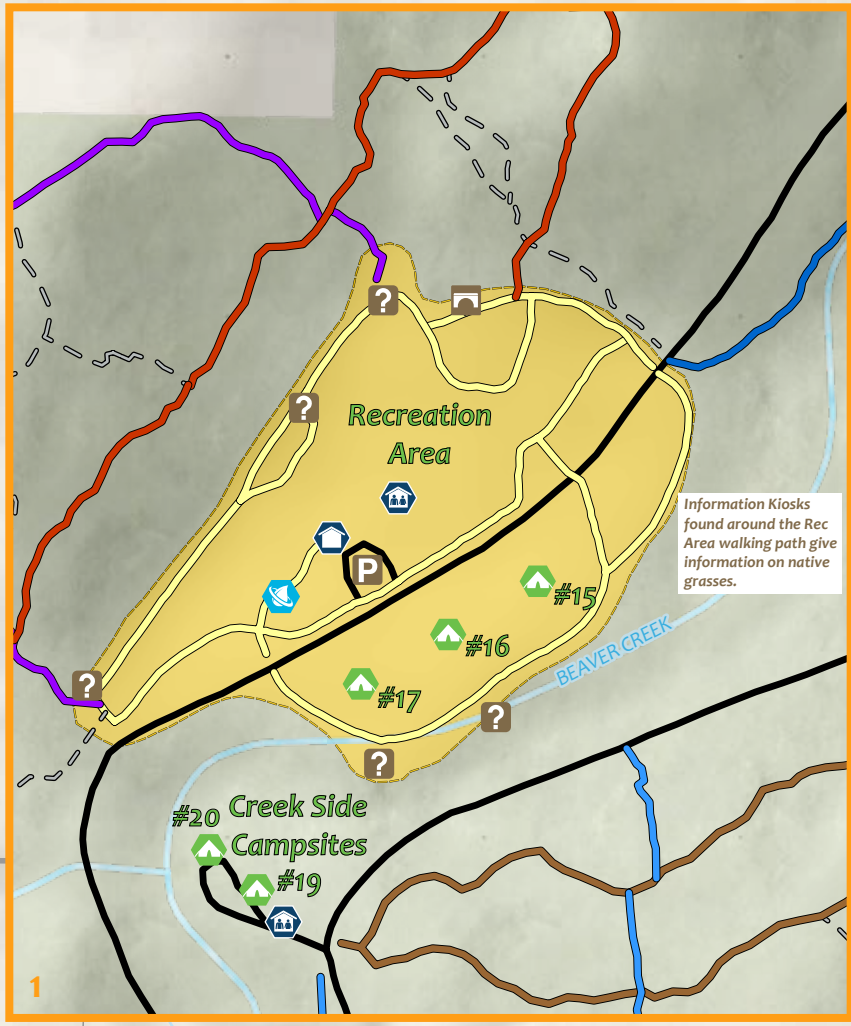 ?
?
Recreation
Area
Information Kiosks
found around the Rec
Area walking path give
information on native
grasses.
P
#15
#16
BEAVER CREEK
?
#17
?
?
#20
Creek Side
Campsites
#19
1